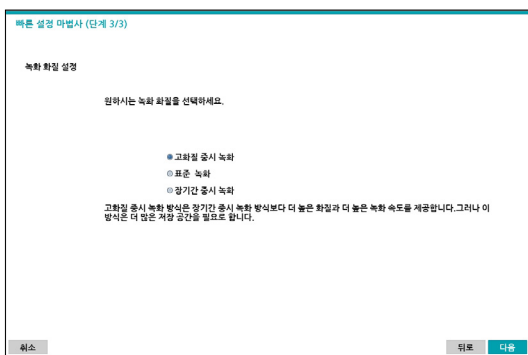 빠른 설정 마법사 (단계 3/3)
녹화 화질 설정
원하시는 녹화 화질을 선택하세요.
고화질 중시 녹화
표준 녹화
장기간 중시 녹화
고화질 중시 녹화 방식은 장기간 중시 녹화 방식보다 더 높은 화질과 더 높은 녹화 속도를 제공합니다.그러나 이
방식은 더 많은 저장 공간을 필요로 합니다.
취소 뒤로 다음